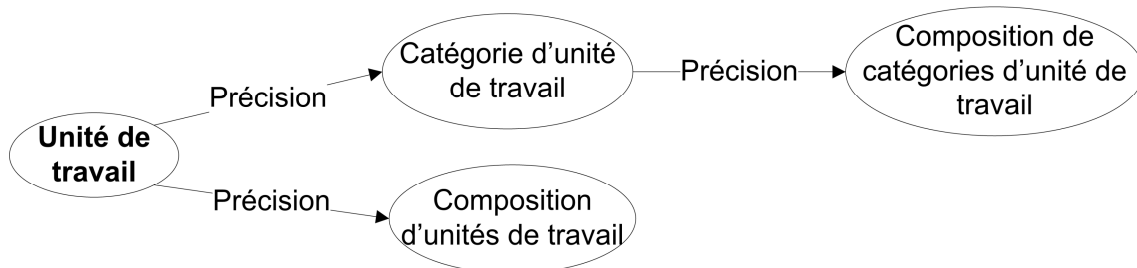 Unité de
travail
Précision
Catégorie d’unité
de travail
Précision
Composition de
catégories d’unité de
travail
Précision
Composition
d’unités de travail